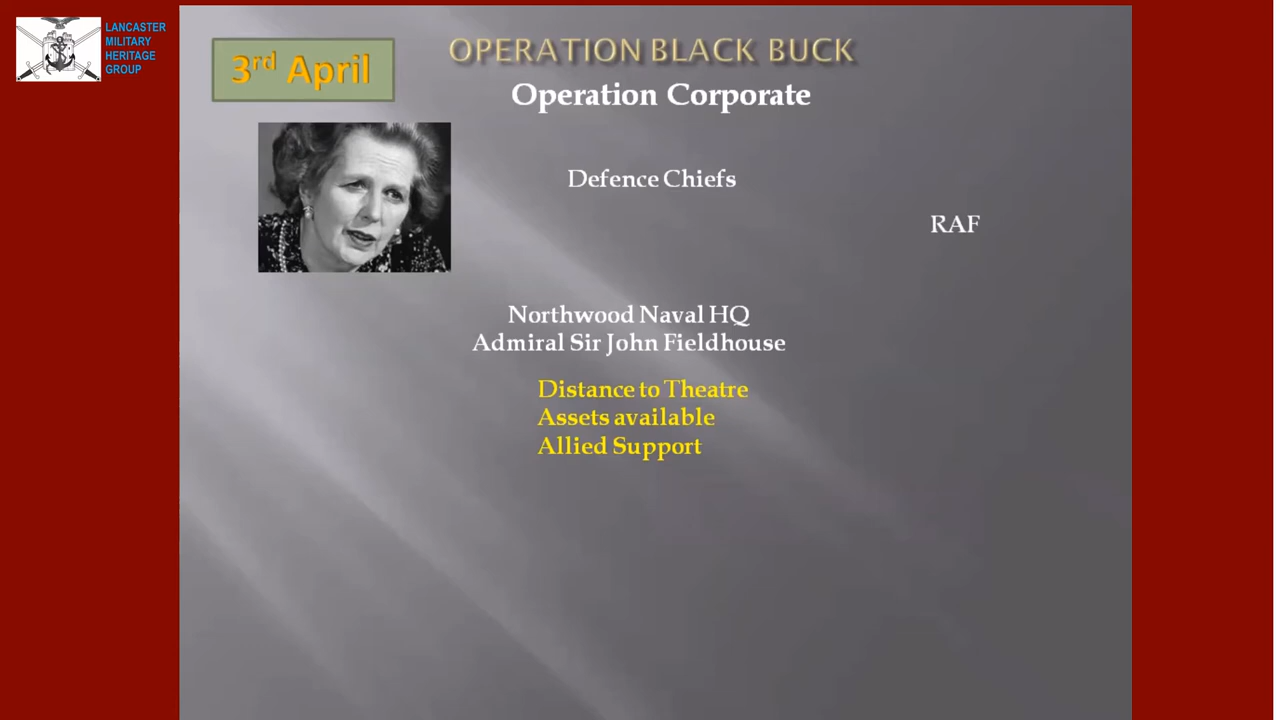 LANCASTER
MILITARY
HERITAGE
GROUP
3rd April
OPERATION BLACK BUCK
Operation Corporate
Defence Chiefs
RAF
Northwood Naval HQ
Admiral Sir John Fieldhouse
Distance to Theatre
Assets available
Allied Support